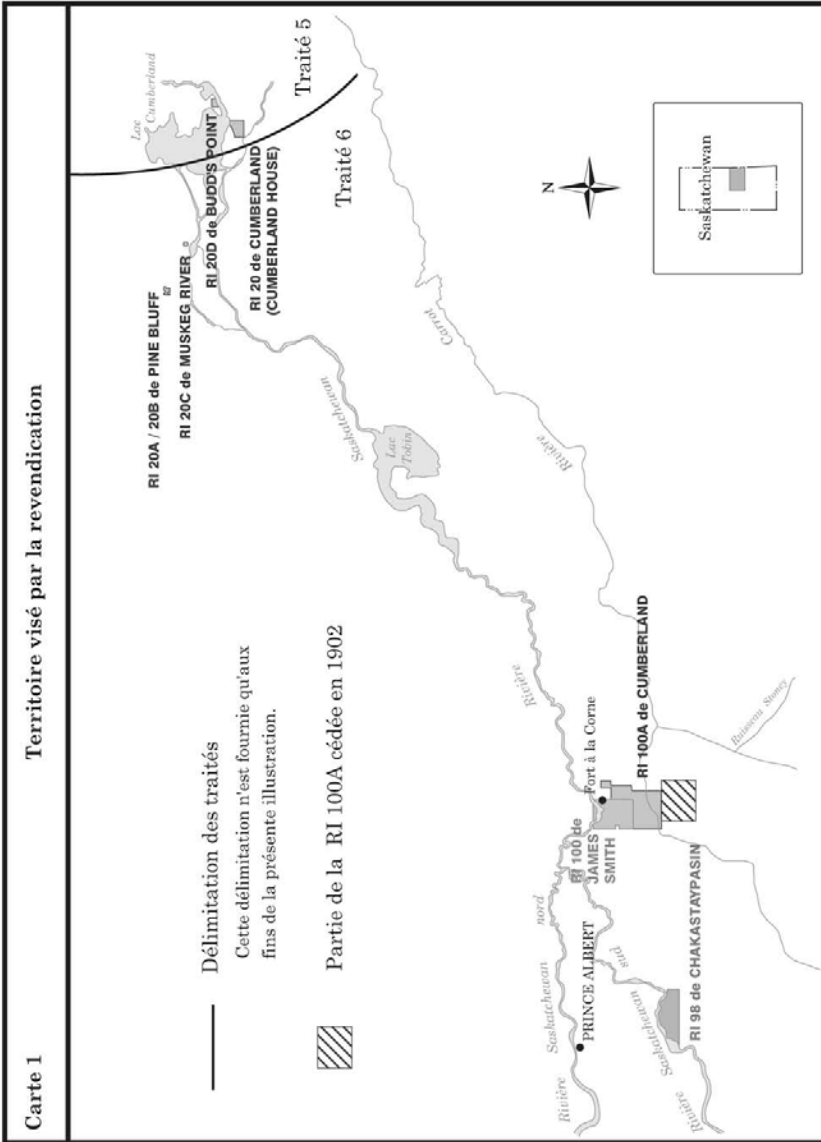 Carte 1
Territoire visé par la revendication
Délimitation des traités
Cette délimitation n'est fournie qu'aux
fins de la présente illustration.
Partie de la RI 100A cédée en 1902
RI 20A / 20B de PINE BLUFF
RI 20C de MUSKEG RIVER
Lac
Cumberland
RI 20D de BUDD'S POINT
RI 20 de CUMBERLAND
(CUMBERLAND HOUSE)
Traité 5
Traité 6
Saskatchewan
Lac
Tobin
Rivière
Carrot
Rivière
N
Saskatchewan
Rivière
Saskatchewan
nord
PRINCE ALBERT
RI 100 de
JAMES
SMITH
Fort à la Corne
RI 100A de CUMBERLAND
Ruisseau Stoney
Rivière
Saskatchewan
sud
RI 98 de CHAKASTAYPASIN